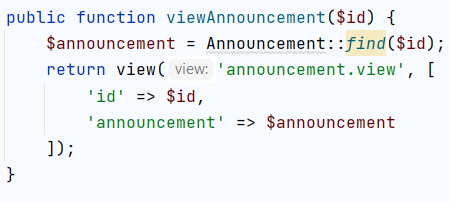 public function viewAnnouncement($id) {
    $announcement = Announcement::find($id);
    return view( view: 'announcement.view', [
        'id' => $id,
        'announcement' => $announcement
    ]);
}